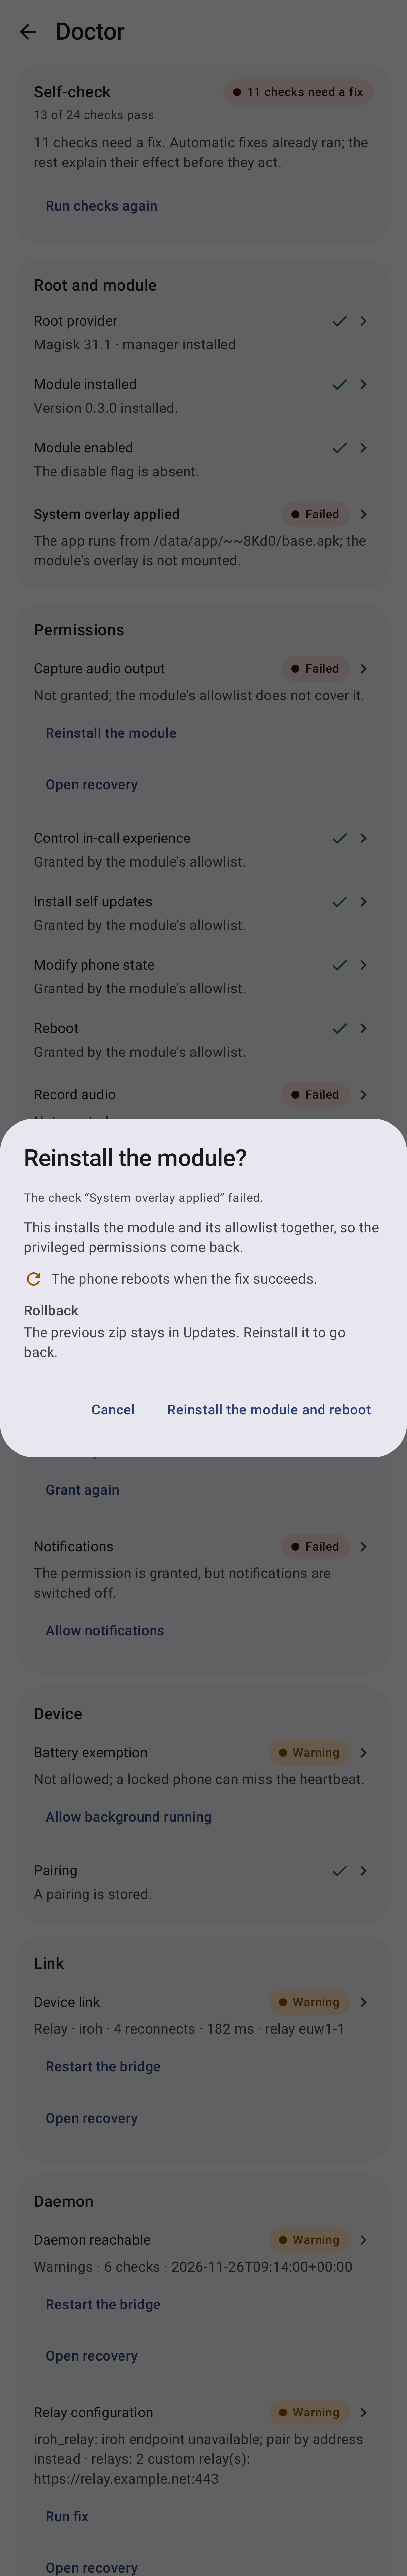 Doctor
Self-check
11 checks need a fix
13 of 24 checks pass
11 checks need a fix. Automatic fixes already ran; the
rest explain their effect before they act.
Run checks again
Root and module
Root provider
Magisk 31.1 · manager installed
Module installed
Version 0.3.0 installed.
Module enabled
The disable flag is absent.
System overlay applied
Failed
The app runs from /data/app/~~8Kd0/base.apk; the
module's overlay is not mounted.
Permissions
Capture audio output
Failed
Not granted; the module's allowlist does not cover it.
Reinstall the module
Open recovery
Control in-call experience
Granted by the module's allowlist.
Install self updates
Granted by the module's allowlist.
Modify phone state
Granted by the module's allowlist.
Reboot
Granted by the module's allowlist.
Record audio
Failed
Reinstall the module?
The check “System overlay applied” failed.
This installs the module and its allowlist together, so the
privileged permissions come back.
The phone reboots when the fix succeeds.
Rollback
The previous zip stays in Updates. Reinstall it to go
back.
Cancel
Reinstall the module and reboot
Grant again
Notifications
Failed
The permission is granted, but notifications are
switched off.
Allow notifications
Device
Battery exemption
Warning
Not allowed; a locked phone can miss the heartbeat.
Allow background running
Pairing
A pairing is stored.
Link
Device link
Warning
Relay · iroh · 4 reconnects · 182 ms · relay euw1-1
Restart the bridge
Open recovery
Daemon
Daemon reachable
Warning
Warnings · 6 checks · 2026-11-26T09:14:00+00:00
Restart the bridge
Open recovery
Relay configuration
Warning
iroh_relay: iroh endpoint unavailable; pair by address
instead · relays: 2 custom relay(s):
https://relay.example.net:443
Run fix
Open recovery